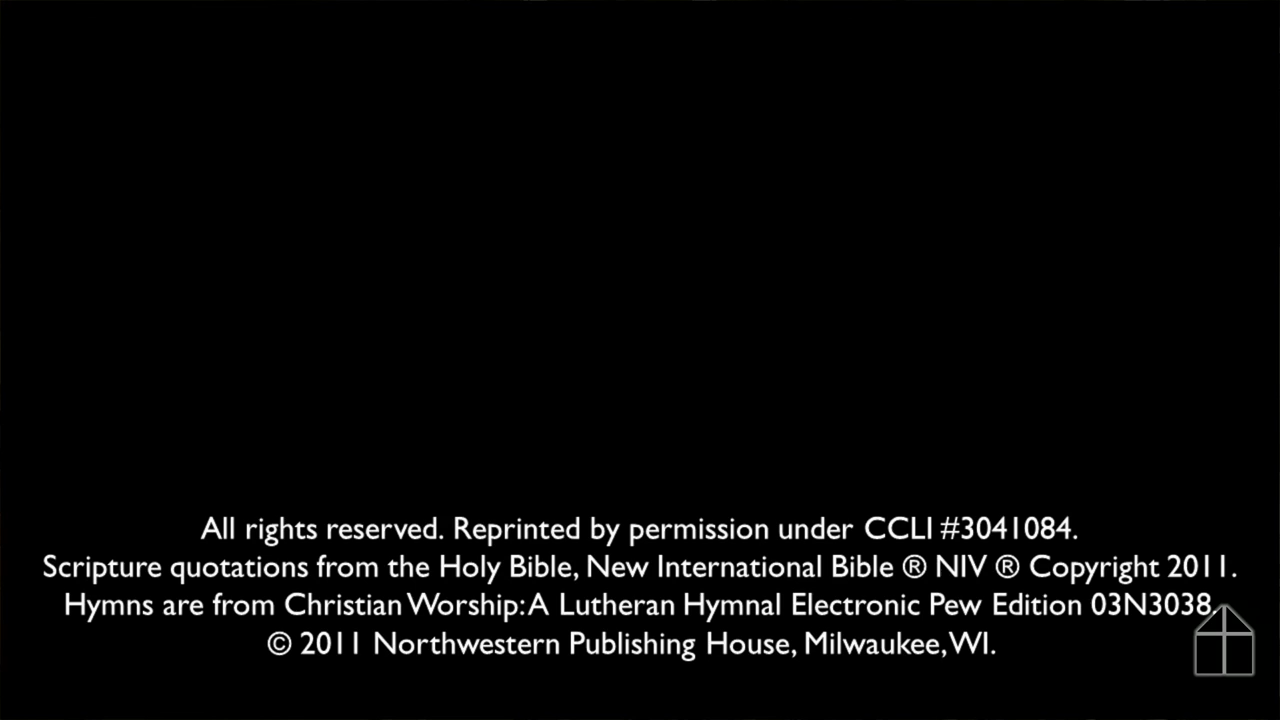 All rights reserved. Reprinted by permission under CCLI #3041084.
Scripture quotations from the Holy Bible, New International Bible ® NIV ® Copyright 2011.
Hymns are from Christian Worship: A Lutheran Hymnal Electronic Pew Edition 03N3038.
© 2011 Northwestern Publishing House, Milwaukee, WI.